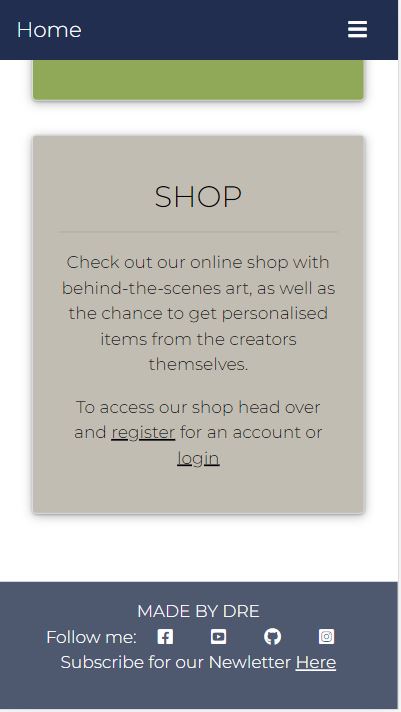 Home
SHOP
Check out our online shop with
behind-the-scenes art, as well as
the chance to get personalised
items from the creators
themselves.
To access our shop head over
and register for an account or
login
MADE BY DRE
Follow me:
Subscribe for our Newletter Here